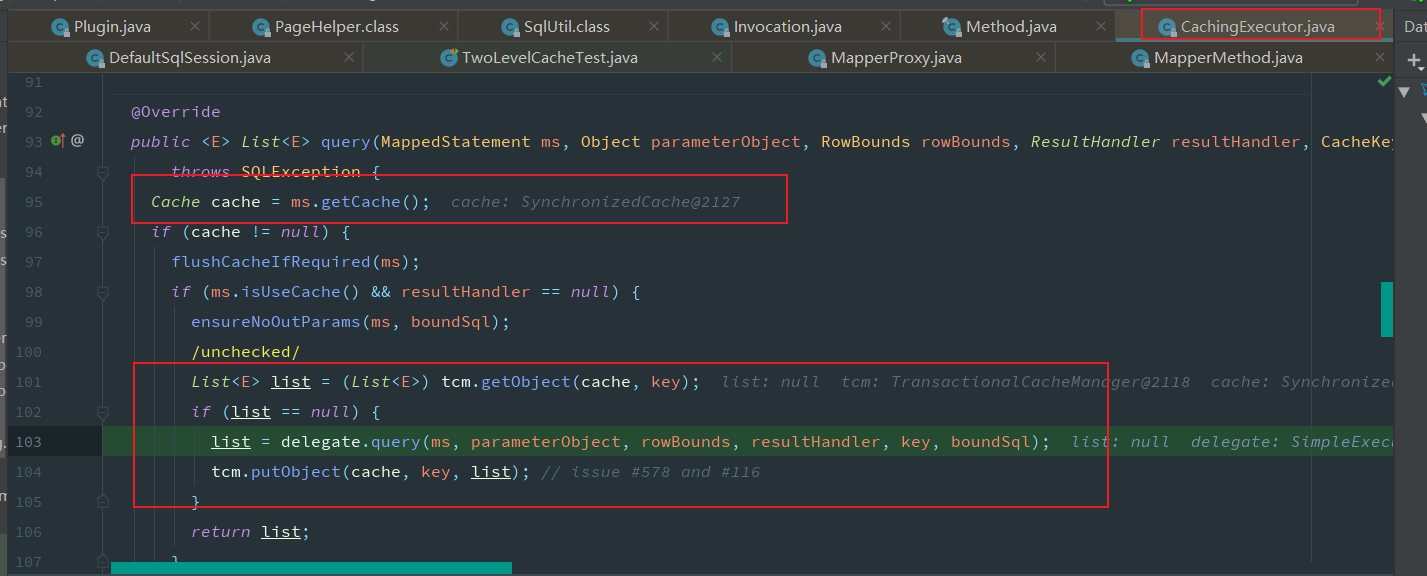 Plugin.java PageHelper.class SqlUtil.class Invocation.java Method.java CachingExecutor.java Dat
DefaultSqlSession.java TwoLevelCacheTest.java MapperProxy.java MapperMethod.java
91
92 @Override
93 @ public <E> List<E> query(MappedStatement ms, Object parameterObject, RowBounds rowBounds, ResultHandler resultHandler, CacheKey
94 throws SQLException {
95 Cache cache = ms.getCache(); cache: SynchronizedCache@2127
96 if (cache != null) {
97 flushCacheIfRequired(ms);
98 if (ms.isUseCache() && resultHandler == null) {
99 ensureNoOutParams(ms, boundSql);
100 /unchecked/
101 List<E> list = (List<E>) tcm.getObject(cache, key); list: null tcm: TransactionalCacheManager@2118 cache: Synchronized
102 if (list == null) {
103 list = delegate.query(ms, parameterObject, rowBounds, resultHandler, key, boundSql); list: null delegate: SimpleExecu
104 tcm.putObject(cache, key, list); // issue #578 and #116
105 }
106 return list;
107 }